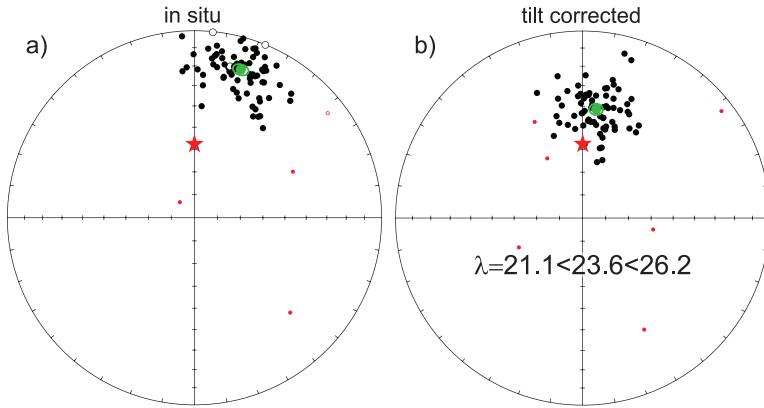 in situ
tilt corrected
a)
b)
λ=21.1<23.6<26.2